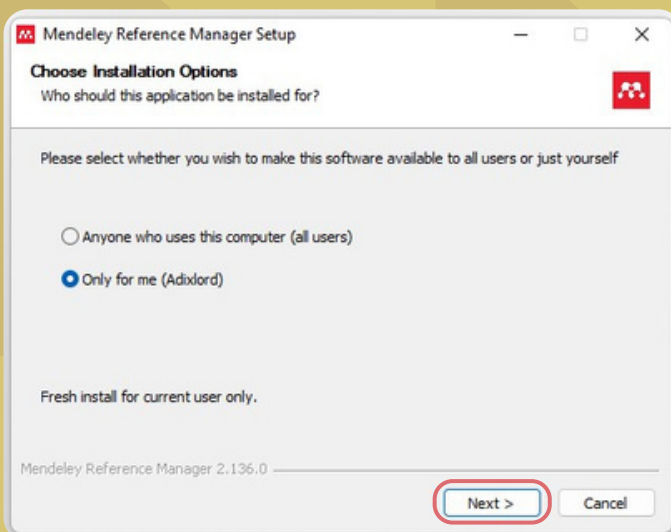 Mendeley Reference Manager Setup
Choose Installation Options
Who should this application be installed for?
Please select whether you wish to make this software available to all users or just yourself
Anyone who uses this computer (all users)
Only for me (Adixlord)
Fresh install for current user only.
Mendeley Reference Manager 2.136.0
Next > Cancel